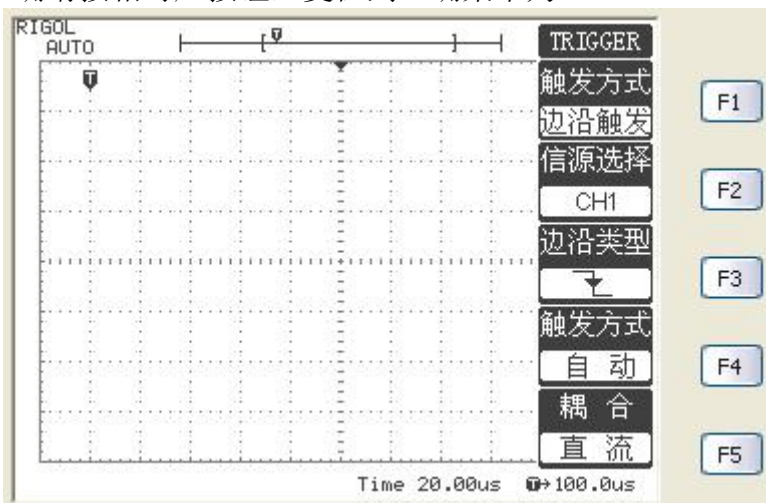 RIGOL
AUTO
T
TRIGGER
T
触发方式
F1
边沿触发
信源选择
CH1
F2
边沿类型
F3
触发方式
自 动
F4
耦 合
直 流
F5
Time 20.00us T→100.0us